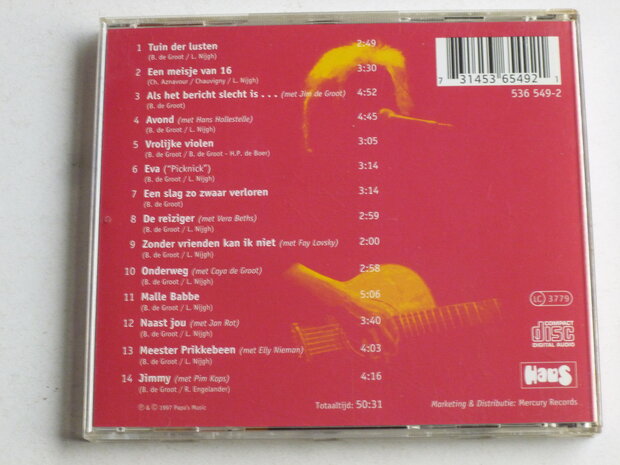 1 Tuin der lusten 2:49
(B. de Groot / L. Nijgh)
2 Een meisje van 16 3:30
(Ch. Aznavour / Chauvigny / L. Nijgh)
3 Als het bericht slecht is . . . (met Jim de Groot) 4:52
(B. de Groot)
4 Avond (met Hans Hollestelle) 4:45
(B. de Groot / L. Nijgh)
5 Vrolijke violen 3:05
(B. de Groot / B. de Groot - H.P. de Boer)
6 Eva ("Picknick") 3:14
(B. de Groot / L. Nijgh)
7 Een slag zo zwaar verloren 3:14
(B. de Groot)
8 De reiziger (met Vera Beths) 2:59
(B. de Groot / L. Nijgh)
9 Zonder vrienden kan ik niet (met Fay Lovsky) 2:00
(B. de Groot / L. Nijgh)
10 Onderweg (met Caya de Groot) 2:58
(B. de Groot / L. Nijgh)
11 Malle Babbe 5:06
(B. de Groot / L. Nijgh)
12 Naast jou (met Jan Rot) 3:40
(B. de Groot / L. Nijgh)
13 Meester Prikkebeen (met Elly Nieman) 4:03
(B. de Groot / L. Nijgh)
14 Jimmy (met Pim Kops) 4:16
(B. de Groot / R. Engelander)
℗ & © 1997 Papa's Music
Totaaltijd: 50:31
7 31453 65492 1
536 549-2
LC 3779
COMPACT
disc
DIGITAL AUDIO
HaUS
Marketing & Distributie: Mercury Records